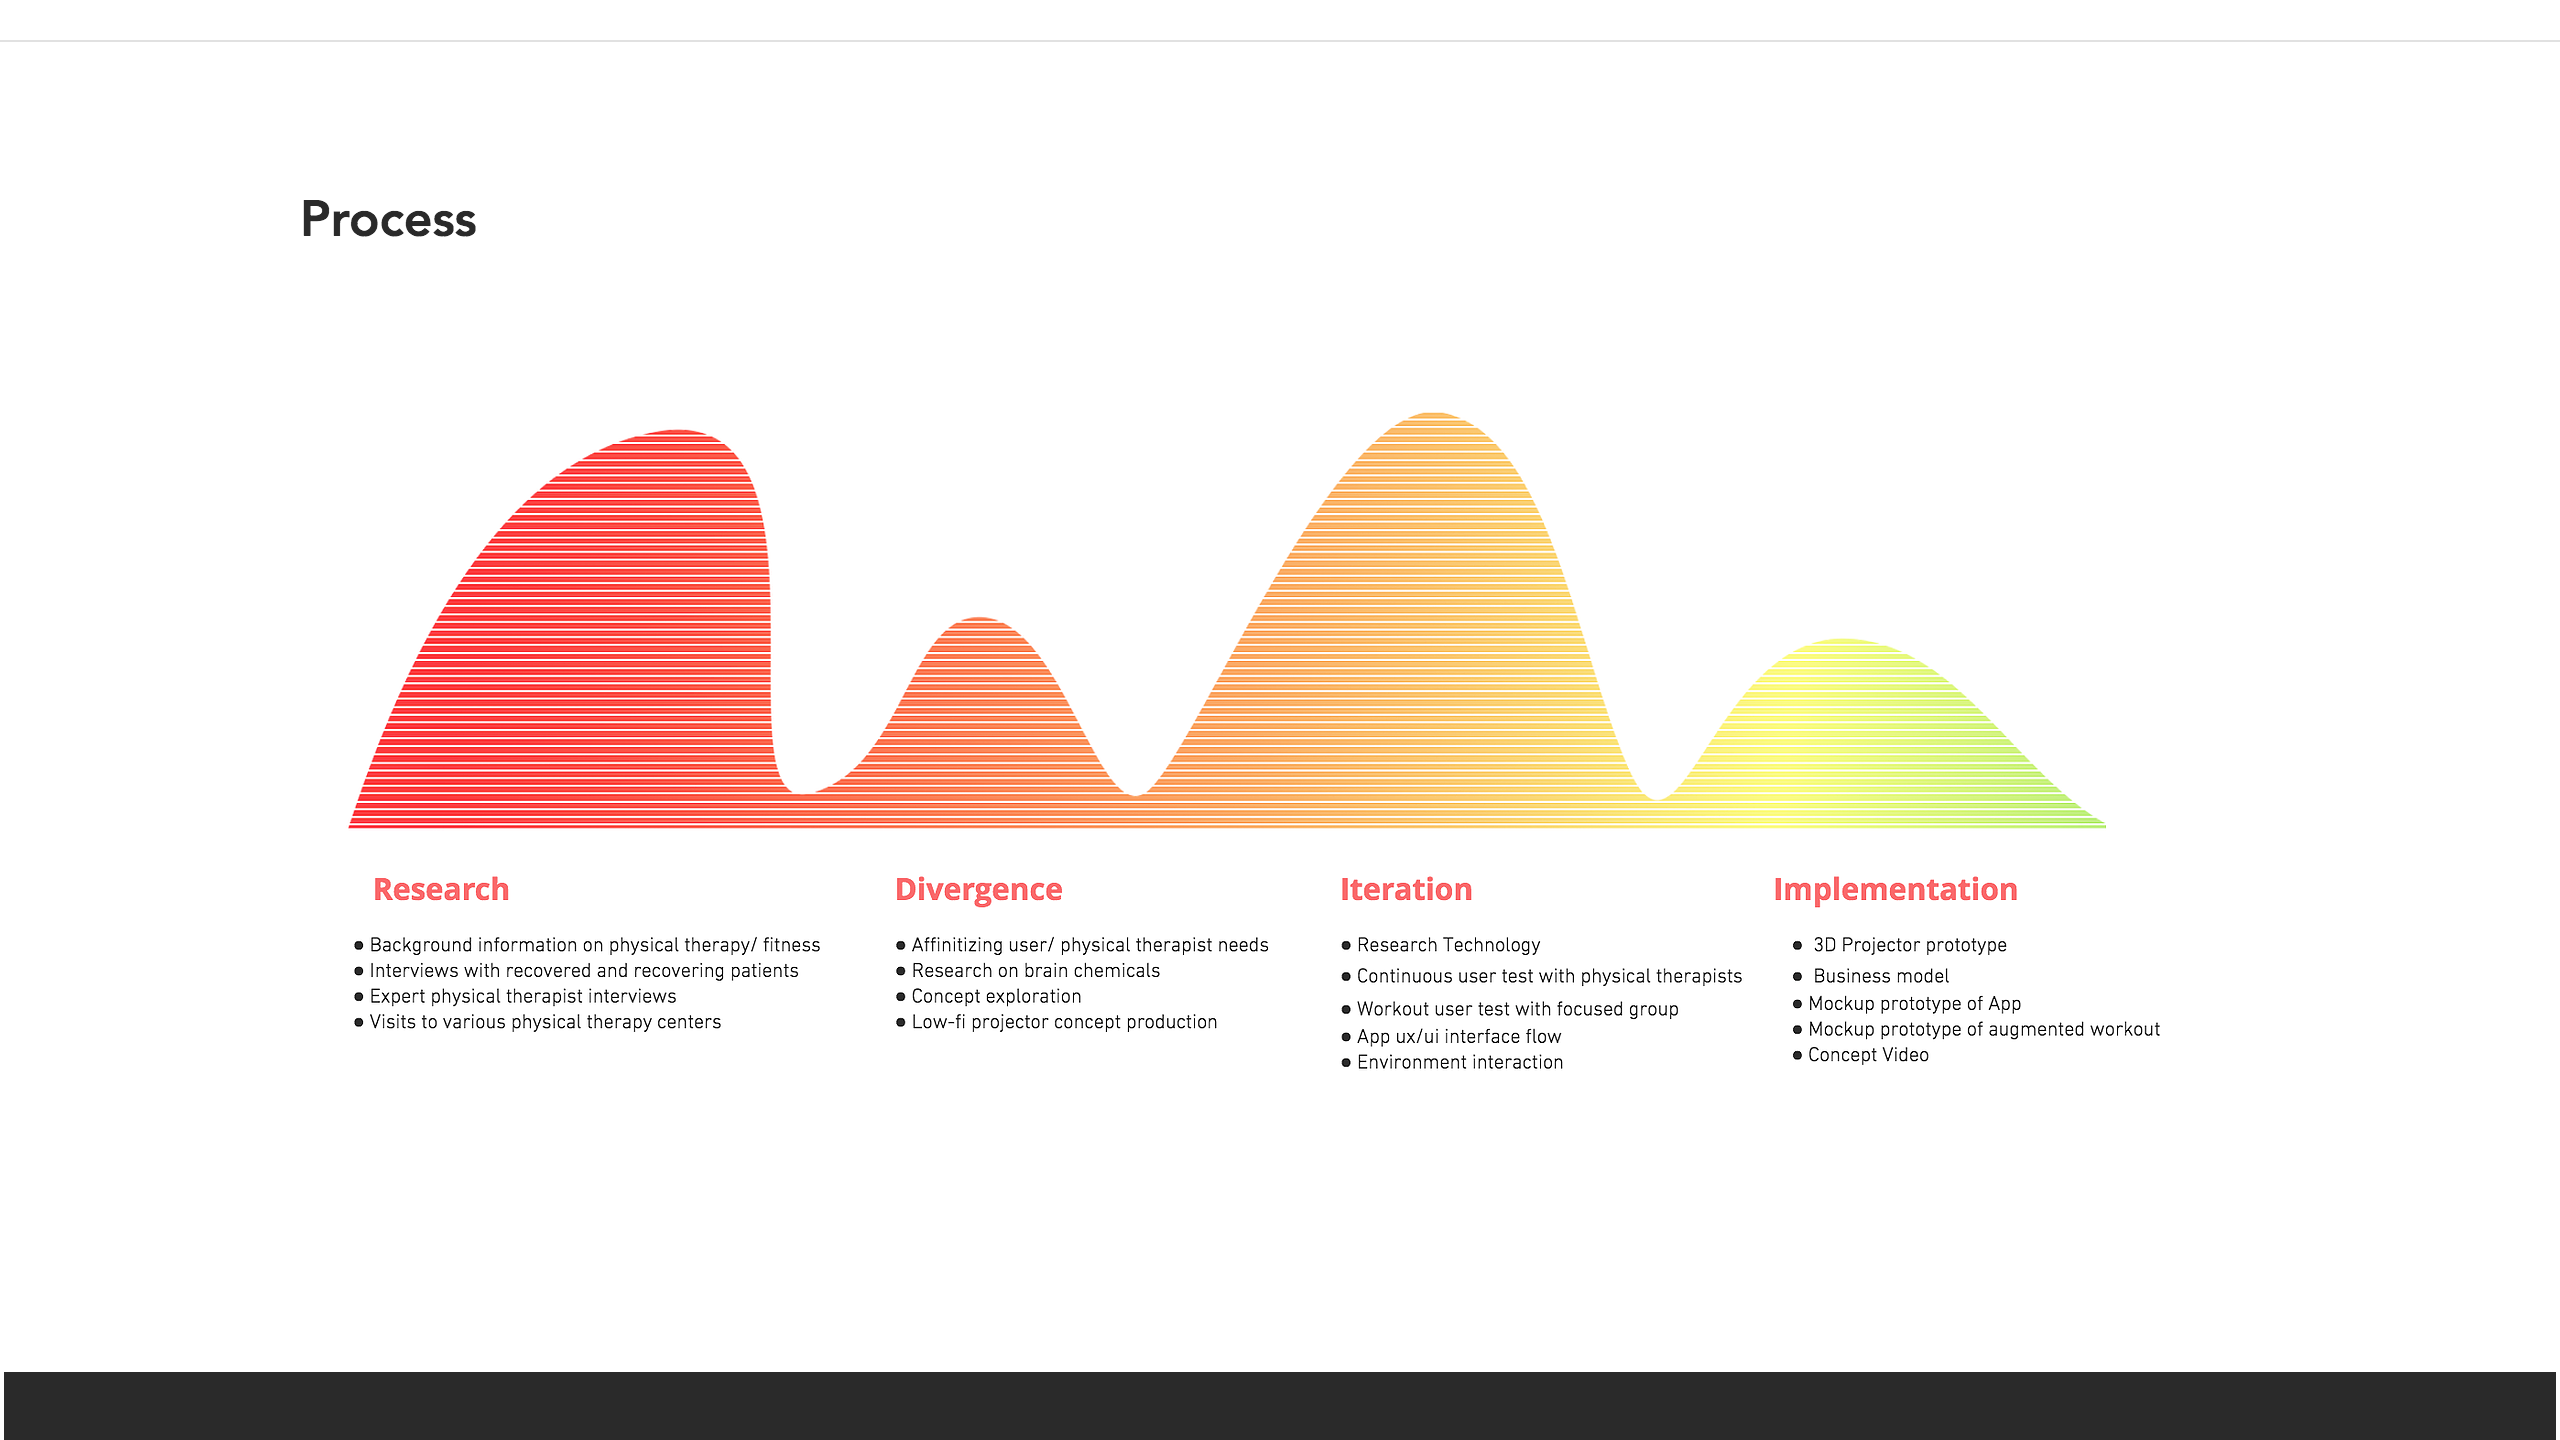 Process
Research
● Background information on physical therapy/ fitness
● Interviews with recovered and recovering patients
● Expert physical therapist interviews
● Visits to various physical therapy centers
Divergence
● Affinitizing user/ physical therapist needs
● Research on brain chemicals
● Concept exploration
● Low-fi projector concept production
Iteration
● Research Technology
● Continuous user test with physical therapists
● Workout user test with focused group
● App ux/ui interface flow
● Environment interaction
Implementation
● 3D Projector prototype
● Business model
● Mockup prototype of App
● Mockup prototype of augmented workout
● Concept Video